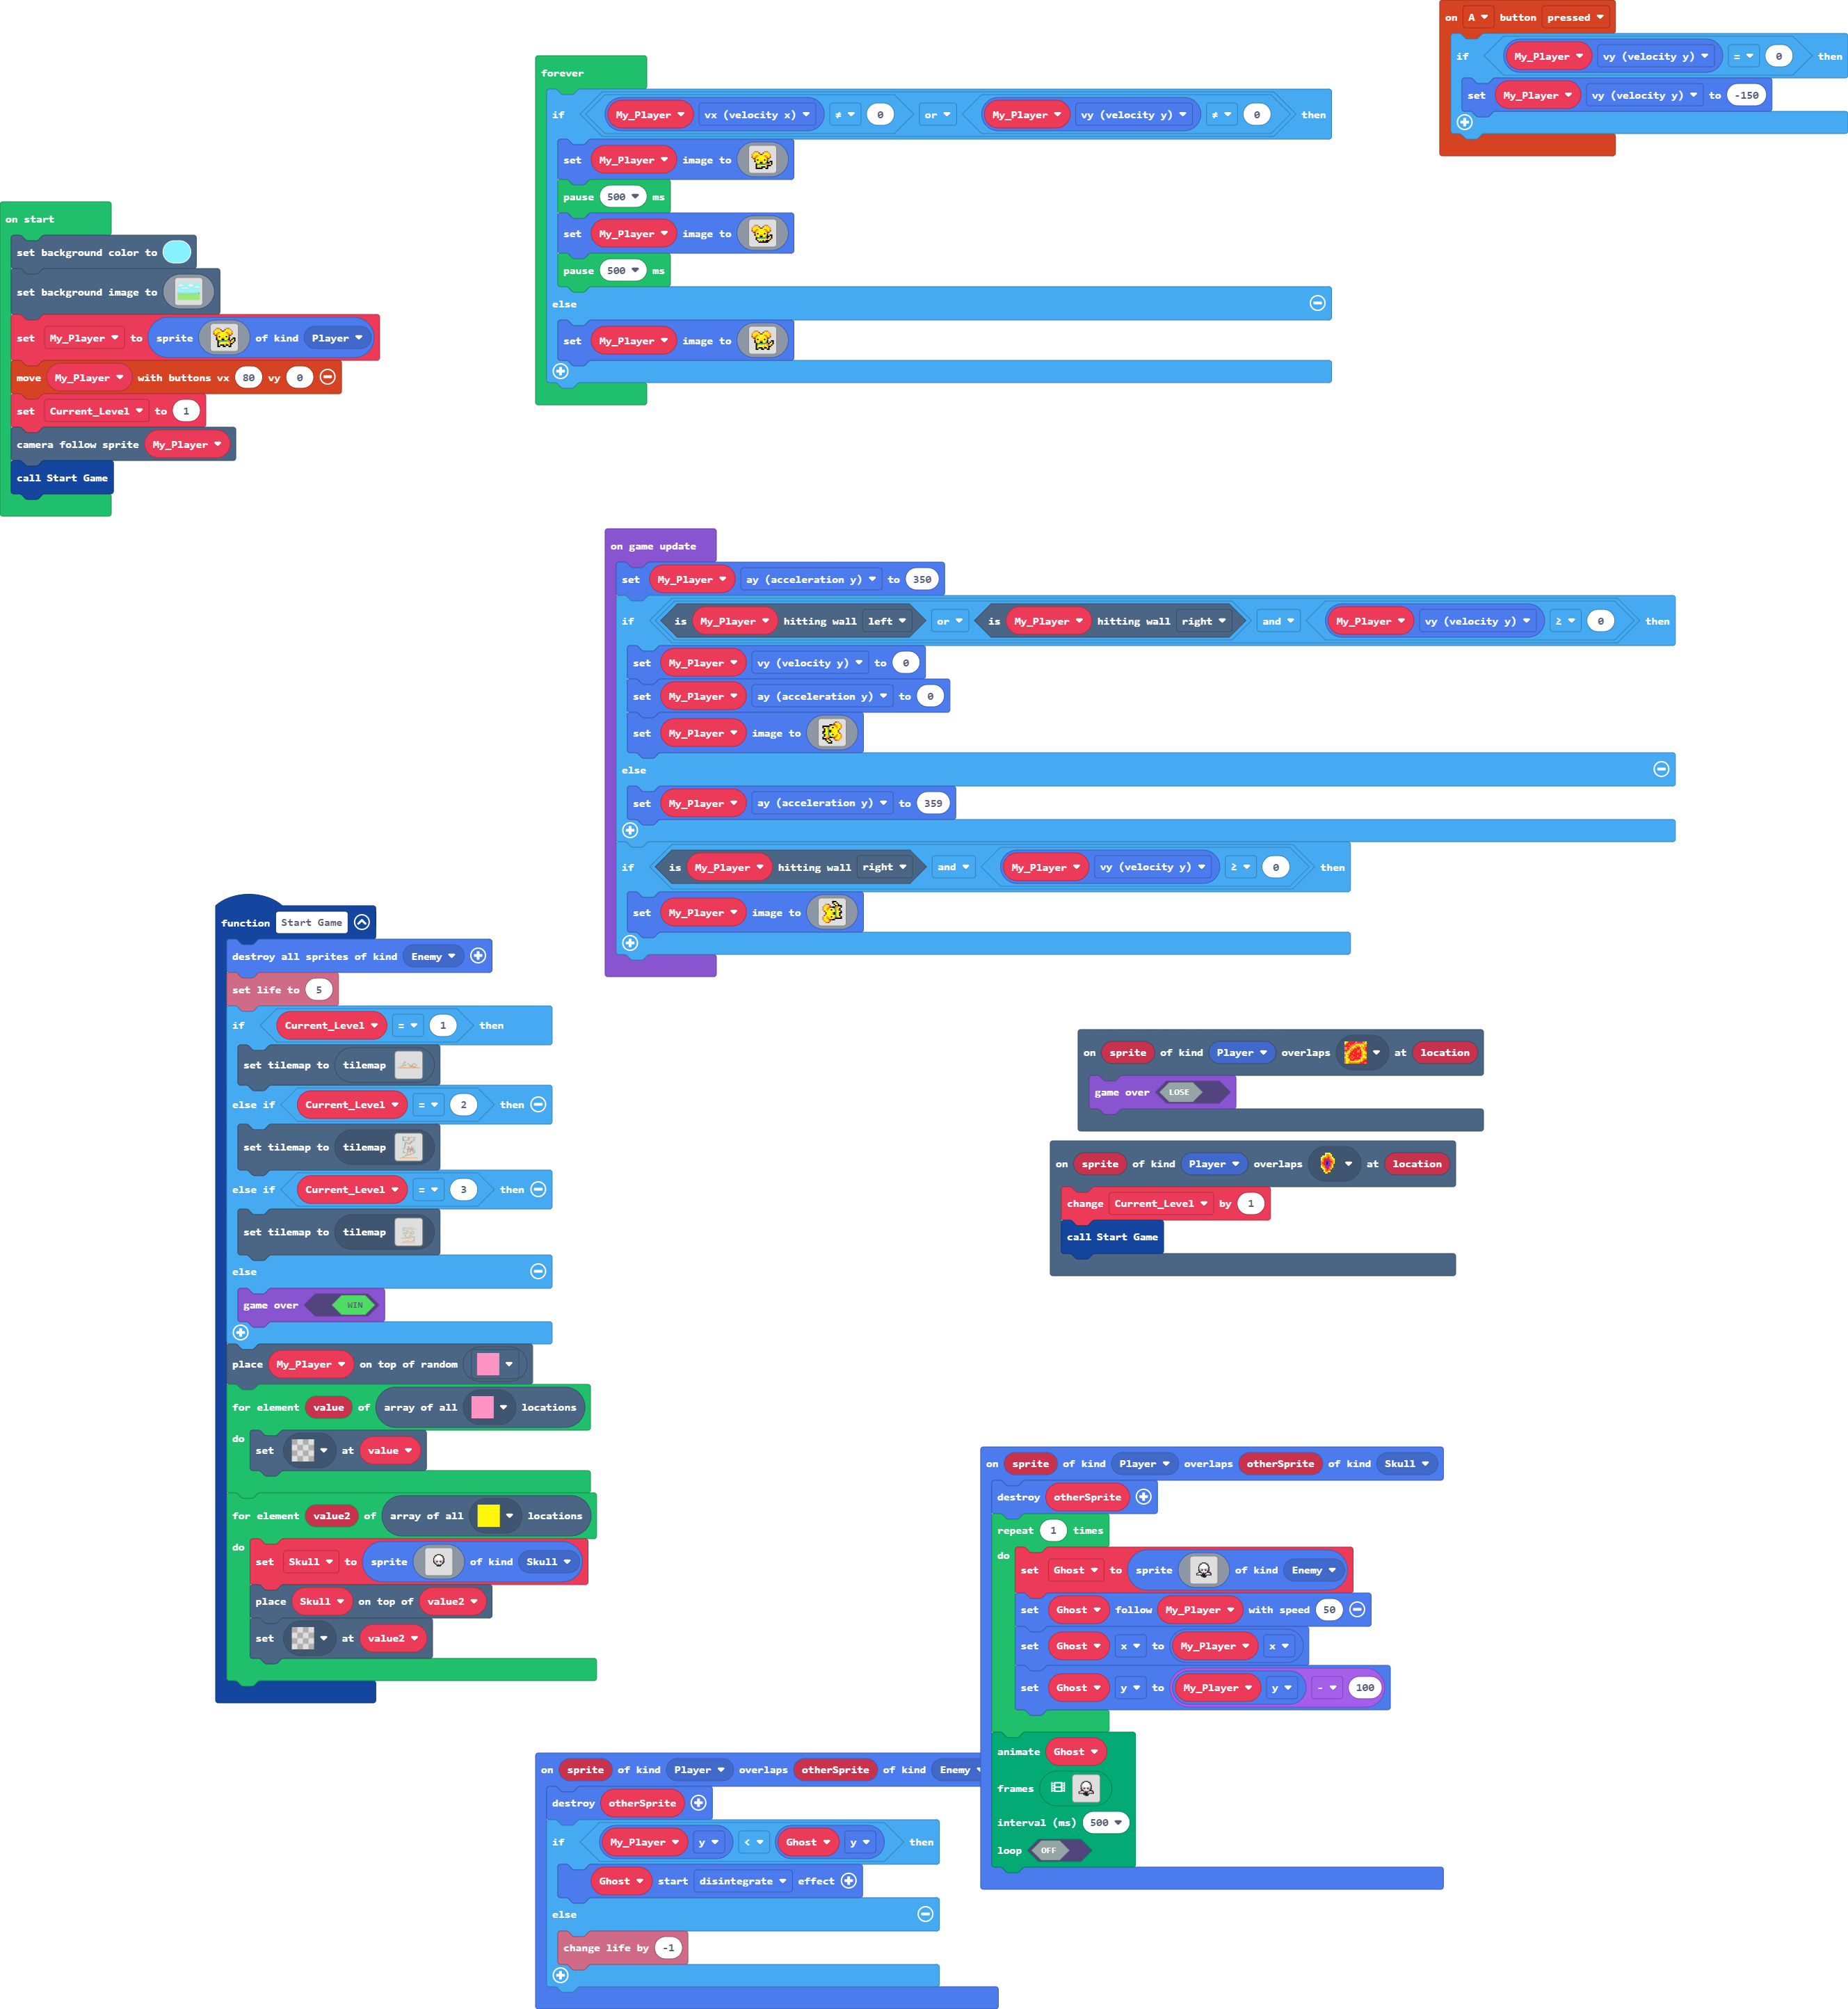 on A button pressed
if My_Player vy (velocity y) = 0 then
set My_Player vy (velocity y) to -150
forever
if My_Player vx (velocity x) ≠ 0 or My_Player vy (velocity y) ≠ 0 then
set My_Player image to
pause 500 ms
set My_Player image to
pause 500 ms
else
set My_Player image to
on start
set background color to
set background image to
set My_Player to sprite of kind Player
move My_Player with buttons vx 80 vy 0
set Current_Level to 1
camera follow sprite My_Player
call Start Game
on game update
set My_Player ay (acceleration y) to 350
if is My_Player hitting wall left or is My_Player hitting wall right and My_Player vy (velocity y) ≥ 0 then
set My_Player vy (velocity y) to 0
set My_Player ay (acceleration y) to 0
set My_Player image to
else
set My_Player ay (acceleration y) to 359
if is My_Player hitting wall right and My_Player vy (velocity y) ≥ 0 then
set My_Player image to
function Start Game
destroy all sprites of kind Enemy
set life to 5
if Current_Level = 1 then
set tilemap to tilemap
else if Current_Level = 2 then
set tilemap to tilemap
else if Current_Level = 3 then
set tilemap to tilemap
else
game over WIN
place My_Player on top of random
for element value of array of all locations
do
set at value
for element value2 of array of all locations
do
set Skull to sprite of kind Skull
place Skull on top of value2
set at value2
on sprite of kind Player overlaps at location
game over LOSE
on sprite of kind Player overlaps at location
change Current_Level by 1
call Start Game
on sprite of kind Player overlaps otherSprite of kind Skull
destroy otherSprite
repeat 1 times
do
set Ghost to sprite of kind Enemy
set Ghost follow My_Player with speed 50
set Ghost x to My_Player x
set Ghost y to My_Player y - 100
animate Ghost
frames
interval (ms) 500
loop OFF
on sprite of kind Player overlaps otherSprite of kind Enemy
destroy otherSprite
if My_Player y < Ghost y then
Ghost start disintegrate effect
else
change life by -1